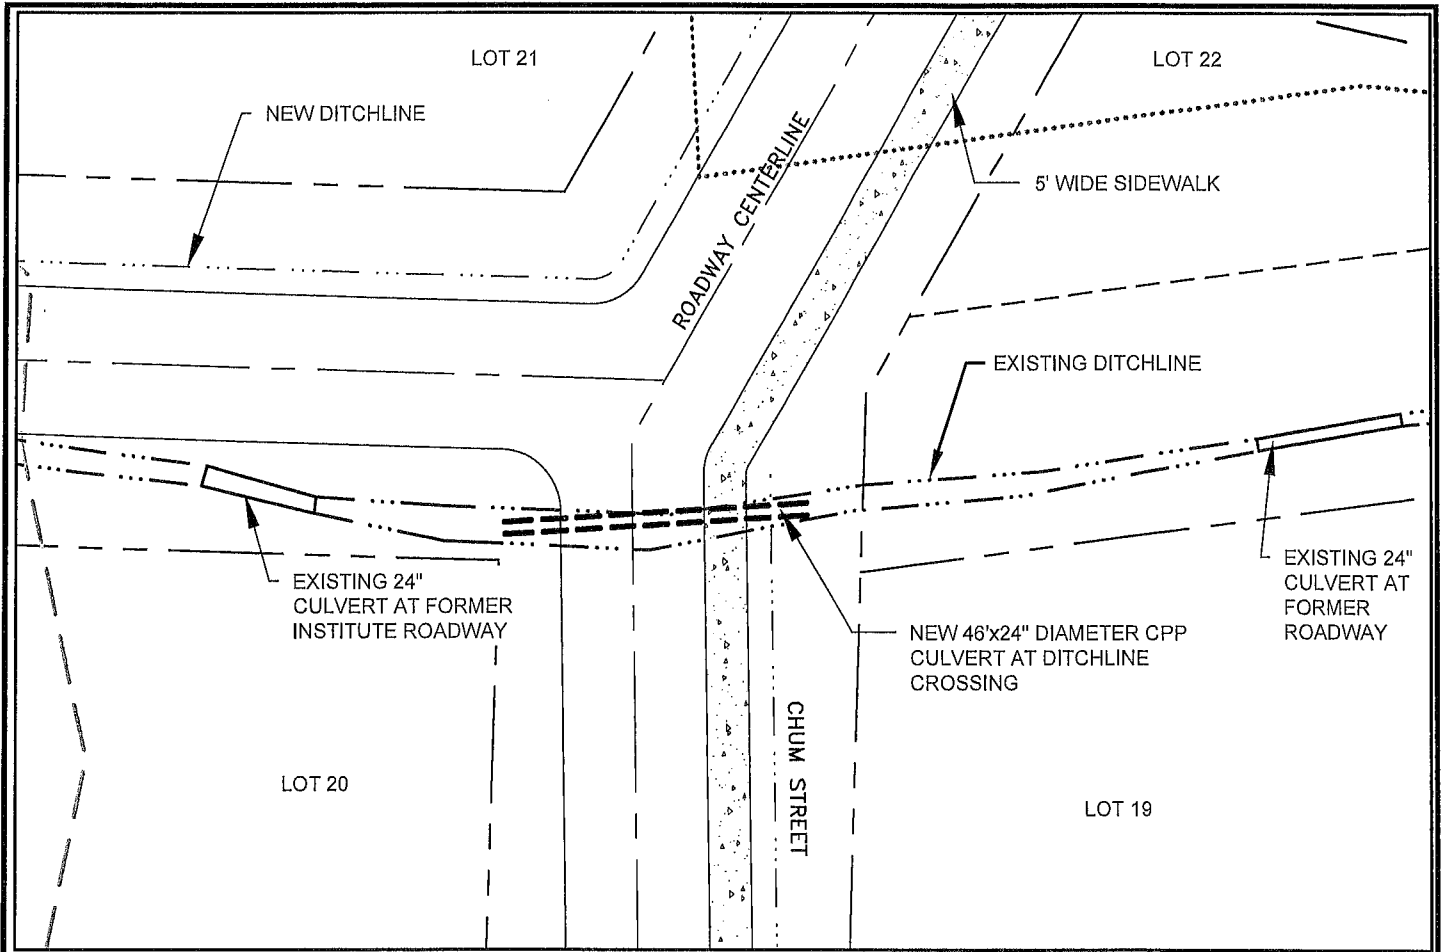 LOT 21
LOT 22
NEW DITCHLINE
ROADWAY CENTERLINE
5' WIDE SIDEWALK
EXISTING DITCHLINE
EXISTING 24"
CULVERT AT FORMER
INSTITUTE ROADWAY
EXISTING 24"
CULVERT AT
FORMER
ROADWAY
NEW 46'x24" DIAMETER CPP
CULVERT AT DITCHLINE
CROSSING
CHUM STREET
LOT 20
LOT 19